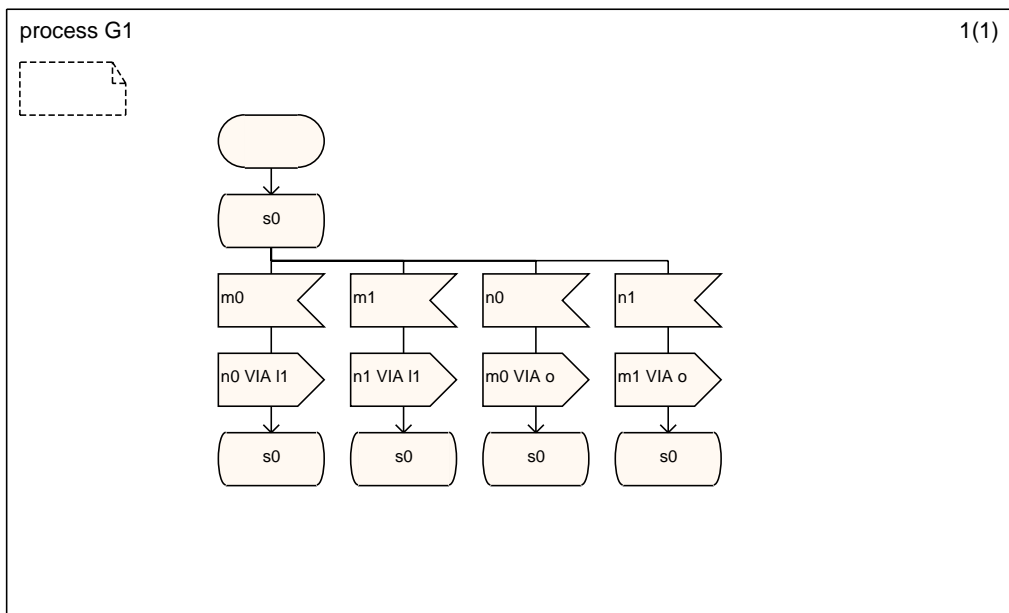 process G1
1(1)
s0
m0
m1
n0
n1
n0 VIA l1
n1 VIA l1
m0 VIA o
m1 VIA o
s0
s0
s0
s0